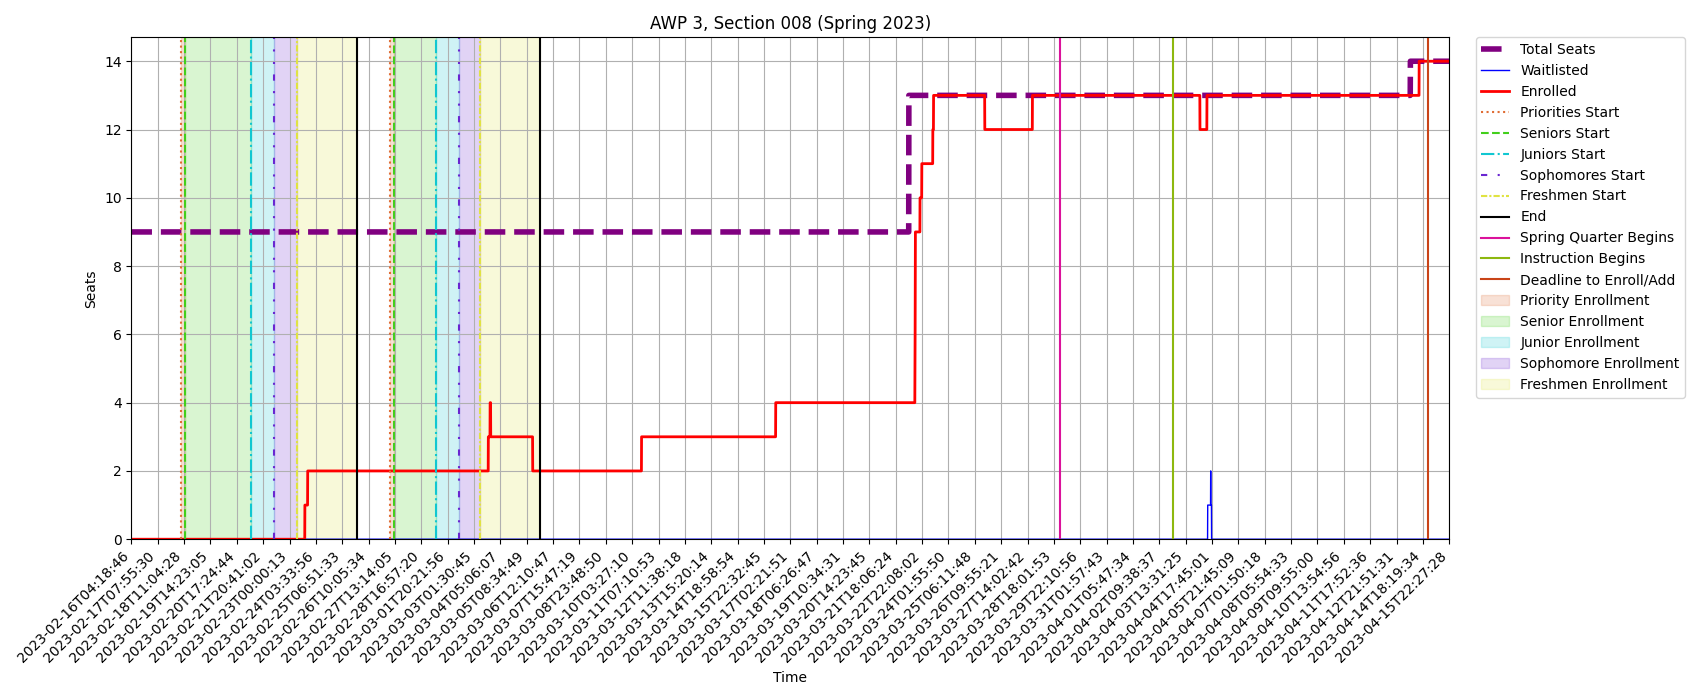 AWP 3, Section 008 (Spring 2023)
14
12
10
8
6
4
2
0
Seats
2023-02-16T04:18:46
2023-02-17T07:55:30
2023-02-18T11:04:28
2023-02-19T14:23:05
2023-02-20T17:24:44
2023-02-21T20:41:02
2023-02-23T00:00:13
2023-02-24T03:33:56
2023-02-25T06:51:33
2023-02-26T10:05:34
2023-02-27T13:14:05
2023-02-28T16:57:20
2023-03-01T20:21:56
2023-03-03T01:30:45
2023-03-04T05:06:07
2023-03-05T08:34:49
2023-03-06T12:10:47
2023-03-07T15:47:19
2023-03-08T23:48:50
2023-03-10T03:27:10
2023-03-11T07:10:53
2023-03-12T11:38:18
2023-03-13T15:20:14
2023-03-14T18:58:54
2023-03-15T22:32:45
2023-03-17T02:21:51
2023-03-18T06:26:47
2023-03-19T10:34:31
2023-03-20T14:23:45
2023-03-21T18:06:24
2023-03-22T22:08:02
2023-03-24T01:55:50
2023-03-25T06:11:48
2023-03-26T09:55:21
2023-03-27T14:02:42
2023-03-28T18:01:53
2023-03-29T22:10:56
2023-03-31T01:57:43
2023-04-01T05:47:34
2023-04-02T09:38:37
2023-04-03T13:31:25
2023-04-04T17:45:01
2023-04-05T21:45:09
2023-04-07T01:50:18
2023-04-08T05:54:33
2023-04-09T09:55:00
2023-04-10T13:54:56
2023-04-11T17:52:36
2023-04-12T21:51:31
2023-04-14T18:19:34
2023-04-15T22:27:28
Time
Total Seats
Waitlisted
Enrolled
Priorities Start
Seniors Start
Juniors Start
Sophomores Start
Freshmen Start
End
Spring Quarter Begins
Instruction Begins
Deadline to Enroll/Add
Priority Enrollment
Senior Enrollment
Junior Enrollment
Sophomore Enrollment
Freshmen Enrollment